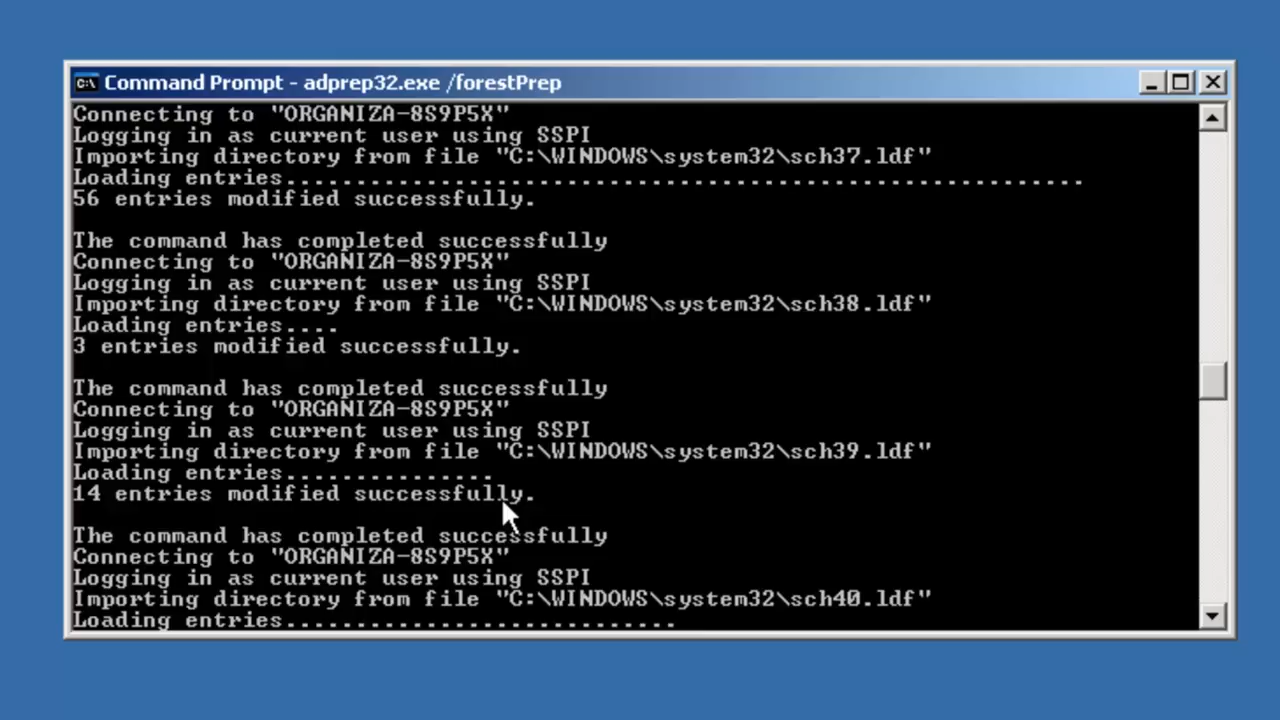 Command Prompt - adprep32.exe /forestPrep
Connecting to "ORGANIZA-8S9P5X"
Logging in as current user using SSPI
Importing directory from file "C:\WINDOWS\system32\sch37.ldf"
Loading entries.........................................................
56 entries modified successfully.
The command has completed successfully
Connecting to "ORGANIZA-8S9P5X"
Logging in as current user using SSPI
Importing directory from file "C:\WINDOWS\system32\sch38.ldf"
Loading entries....
3 entries modified successfully.
The command has completed successfully
Connecting to "ORGANIZA-8S9P5X"
Logging in as current user using SSPI
Importing directory from file "C:\WINDOWS\system32\sch39.ldf"
Loading entries...............
14 entries modified successfully.
The command has completed successfully
Connecting to "ORGANIZA-8S9P5X"
Logging in as current user using SSPI
Importing directory from file "C:\WINDOWS\system32\sch40.ldf"
Loading entries............................